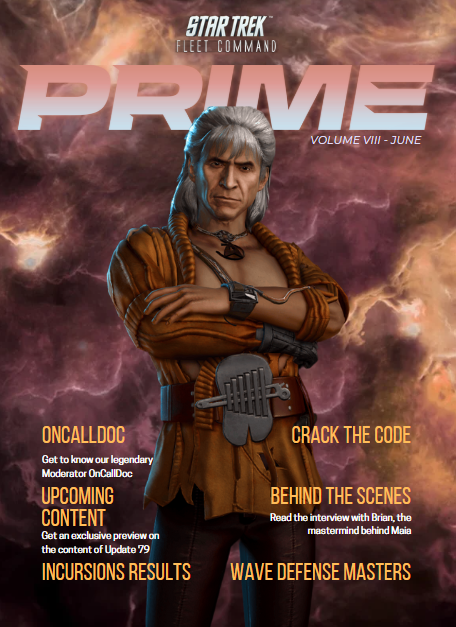 STAR TREK™
FLEET COMMAND
PRIME
VOLUME VIII - JUNE
ONCALLDOC
Get to know our legendary
Moderator OnCallDoc
UPCOMING
CONTENT
Get an exclusive preview on
the content of Update 79
INCURSIONS RESULTS
CRACK THE CODE
BEHIND THE SCENES
Read the interview with Brian, the
mastermind behind Maia
WAVE DEFENSE MASTERS